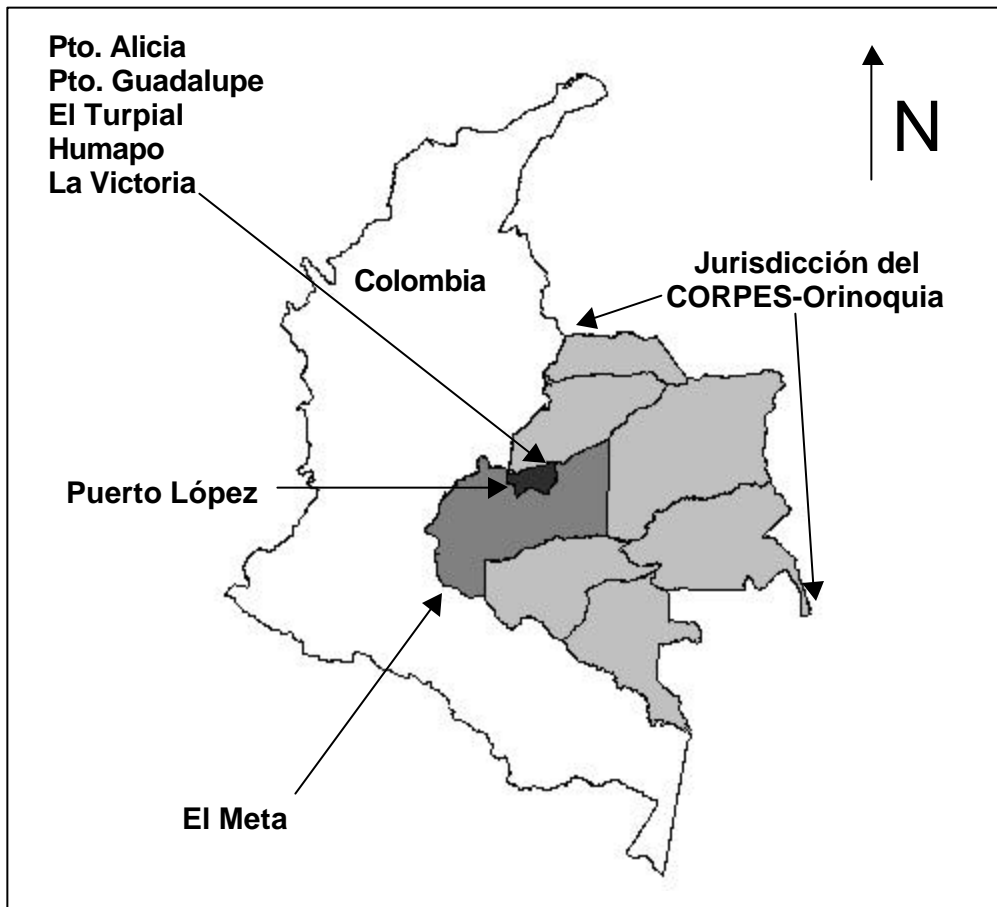 Pto. Alicia
Pto. Guadalupe
El Turpial
Humapo
La Victoria
N
Colombia
Jurisdicción del
CORPES-Orinoquia
Puerto López
El Meta